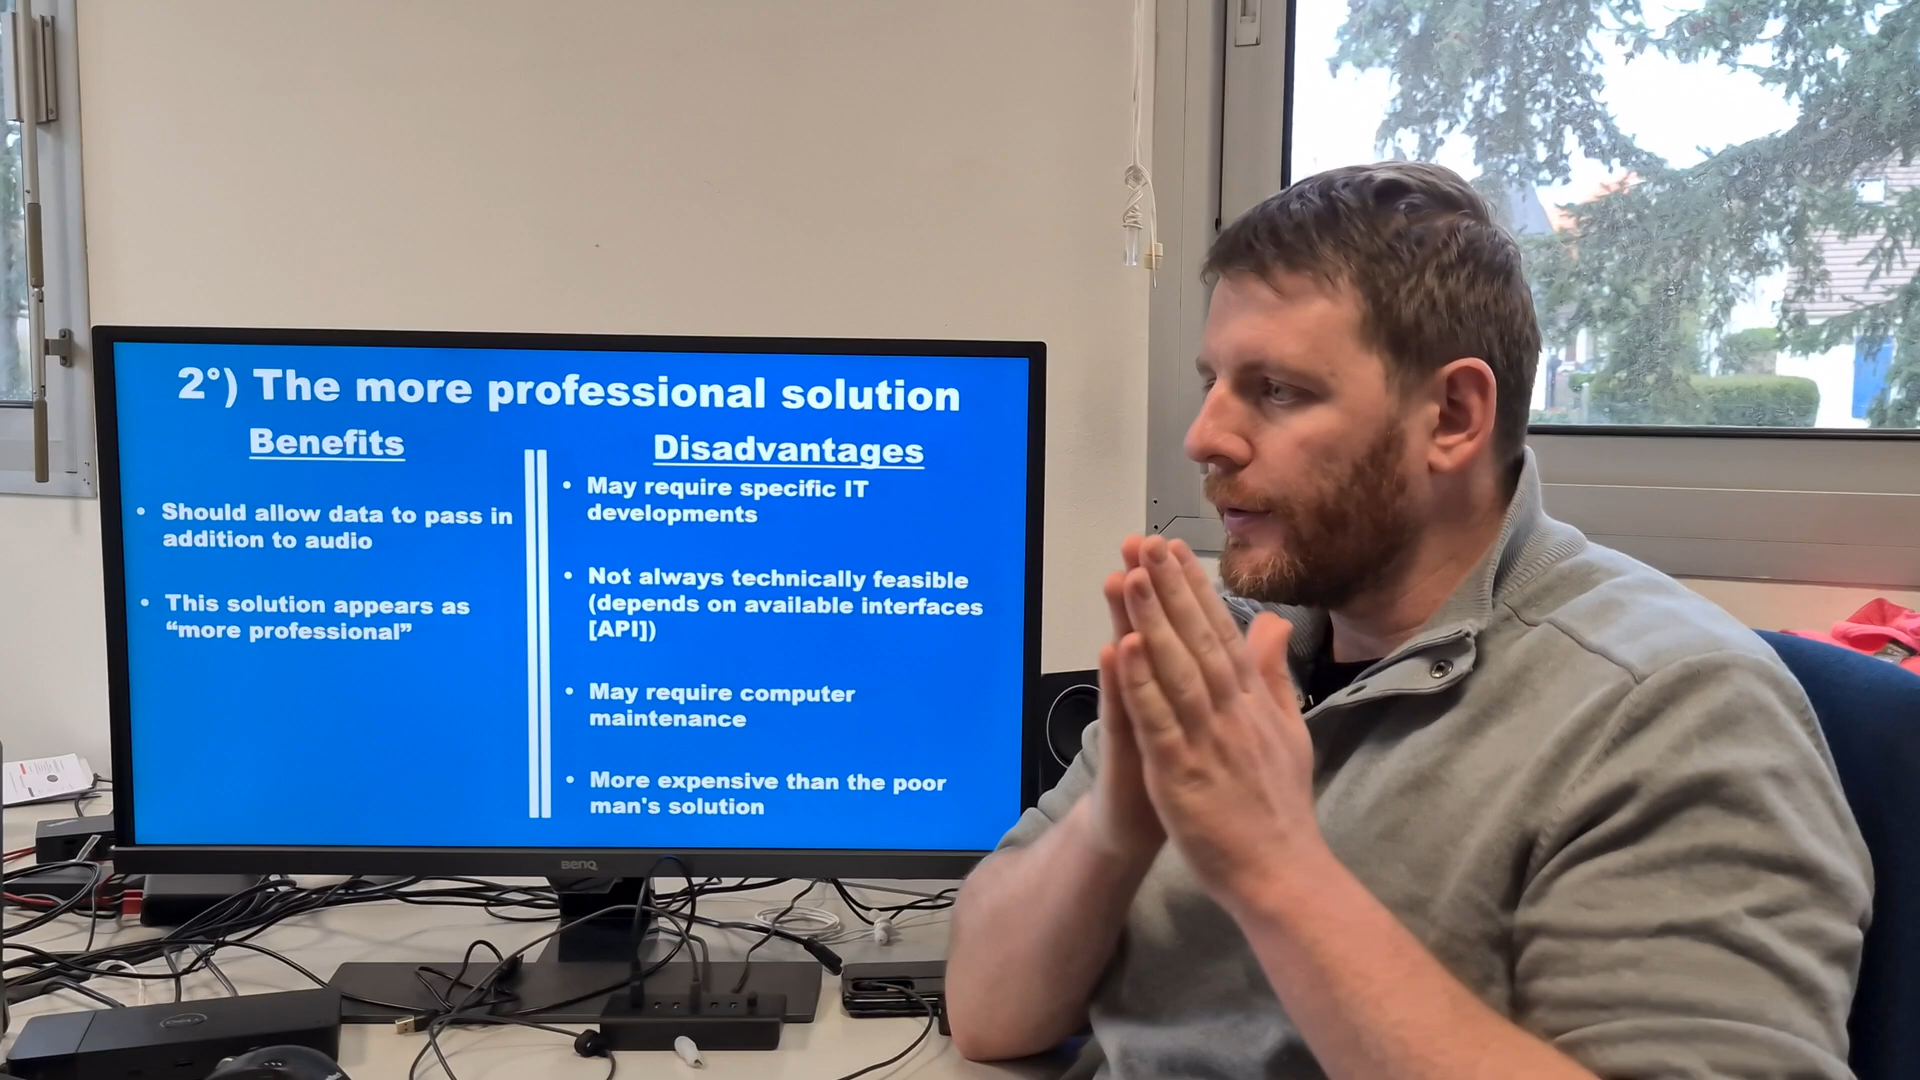 2°) The more professional solution
Benefits
• Should allow data to pass in
addition to audio
• This solution appears as
“more professional”
Disadvantages
• May require specific IT
developments
• Not always technically feasible
(depends on available interfaces
[API])
• May require computer
maintenance
• More expensive than the poor
man's solution
BenQ
DELL